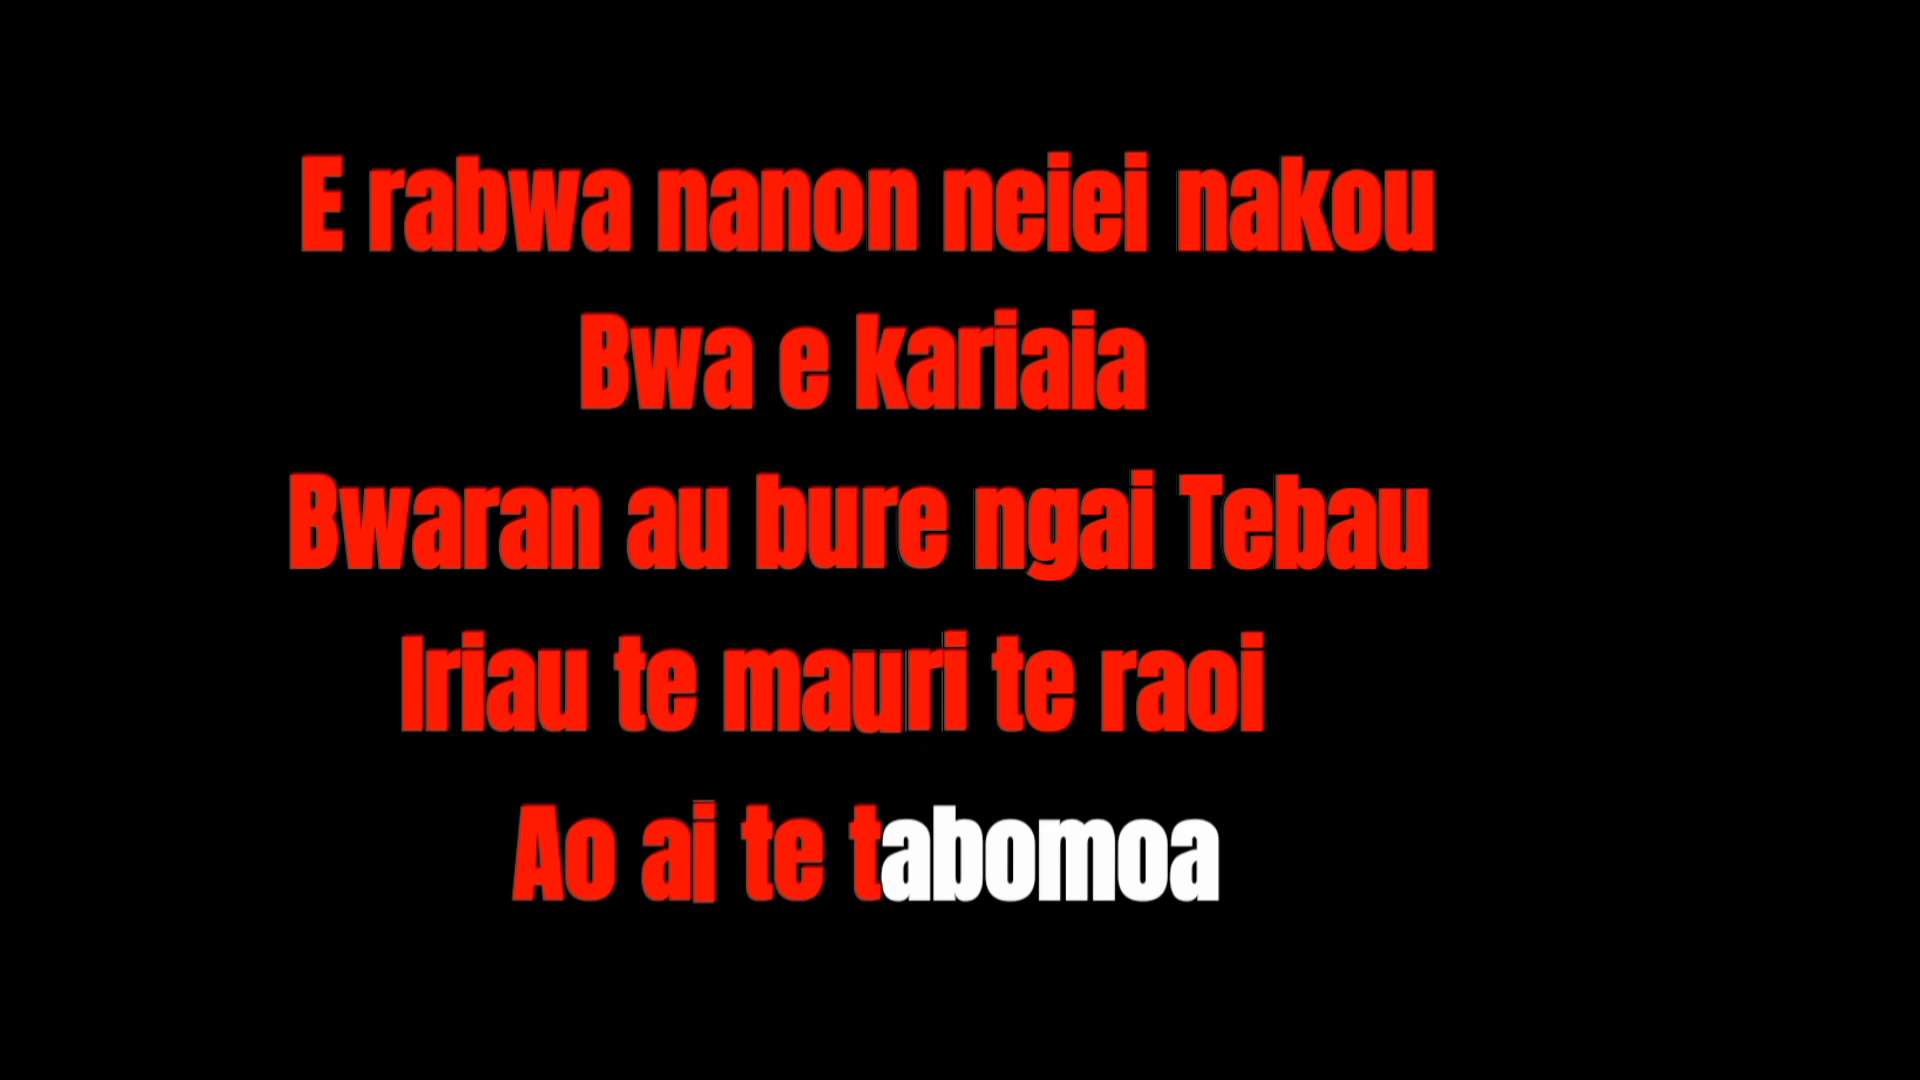 E rabwa nanon neiei nakou
Bwa e kariaia
Bwaran au bure ngai Tebau
Iriau te mauri te raoi
Ao ai te tabomoa